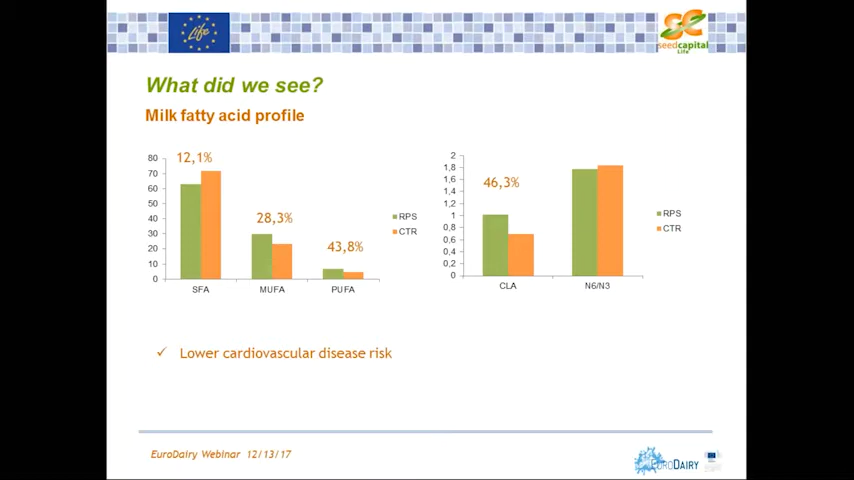 Life
seedcapital
Life
What did we see?
Milk fatty acid profile
80
70
60
50
40
30
20
10
0
12,1%
28,3%
43,8%
SFA
MUFA
PUFA
RPS
CTR
2
1,8
1,6
1,4
1,2
1
0,8
0,6
0,4
0,2
0
46,3%
CLA
N6/N3
RPS
CTR
✓ Lower cardiovascular disease risk
EuroDairy Webinar 12/13/17
EURODAIRY